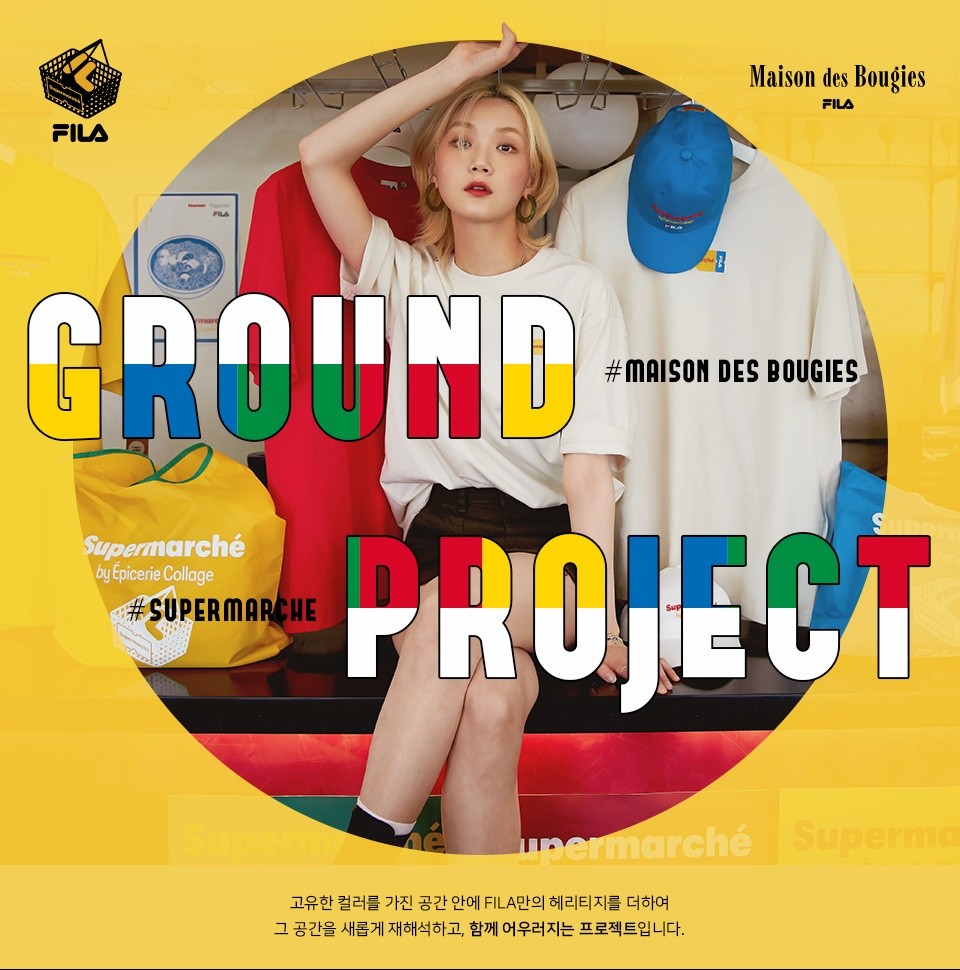 FILA
Maison des Bougies
FILA
FILA
GROUND
#MAISON DES BOUGIES
Supermarché
by Épicerie Collage
#SUPERMARCHE
PROJECT
Supermarché
고유한 컬러를 가진 공간 안에 FILA만의 헤리티지를 더하여
그 공간을 새롭게 재해석하고, 함께 어우러지는 프로젝트입니다.